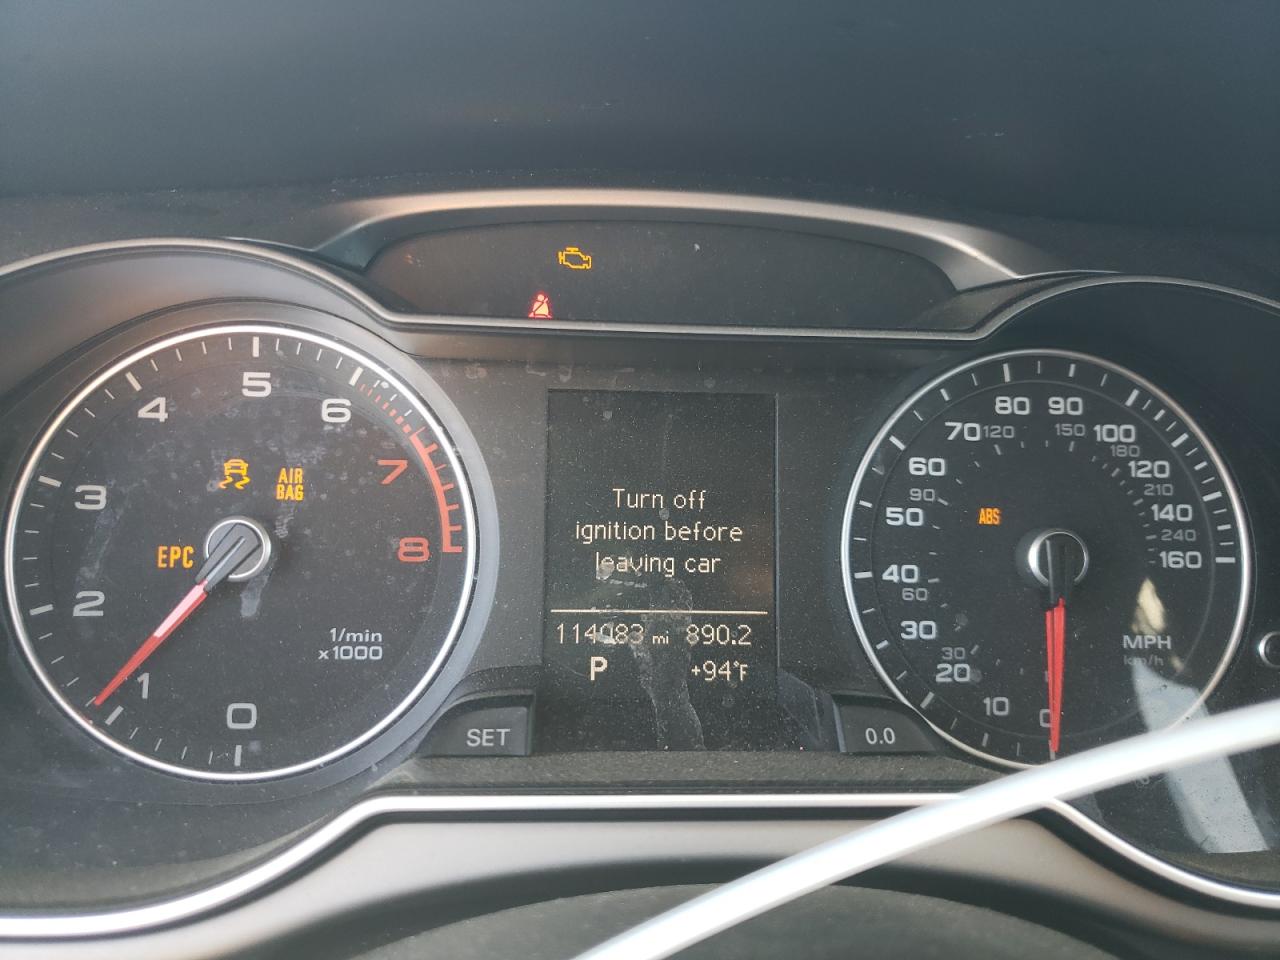 5
4
6
3
7
AIR
BAG
EPC
8
2
1/min
x1000
1
0
SET
Turn off
ignition before
leaving car
mi 890.2
P
+94°F
80 90
70 120 150 100
180
60 120
90 210
50 ABS 140
240
160
40
60
30 MPH
30 km/h
20
10 0
0.0